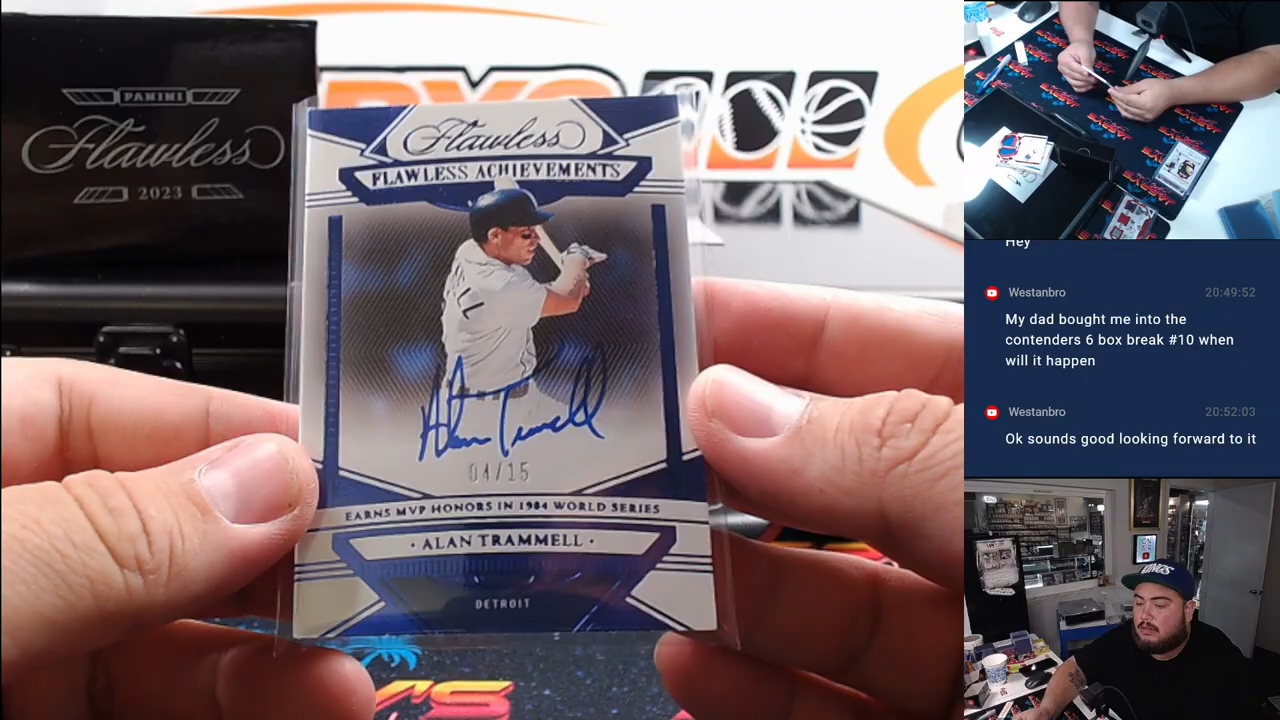 PANINI
Flawless
2023
Flawless
FLAWLESS ACHIEVEMENTS
04/15
EARNS MVP HONORS IN 1984 WORLD SERIES
• ALAN TRAMMELL •
DETROIT
Hey
Westanbro 20:49:52
My dad bought me into the
contenders 6 box break #10 when
will it happen
Westanbro 20:52:03
Ok sounds good looking forward to it
KINGS